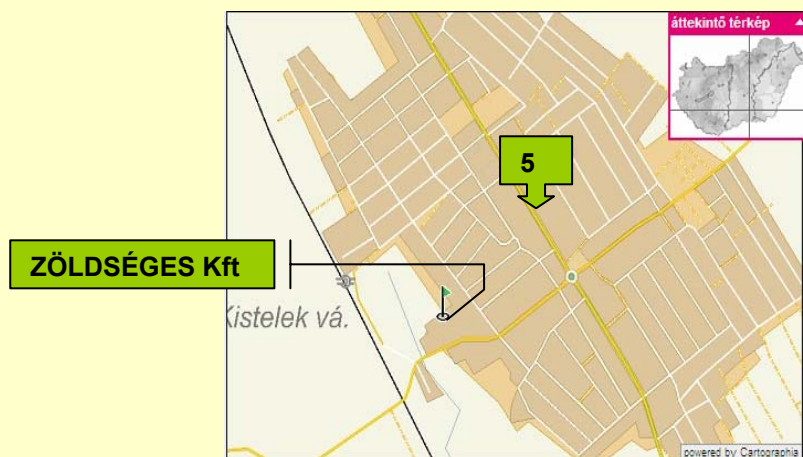 áttekintő térkép
5
ZÖLDSÉGES Kft
Kistelek vá.
powered by Cartographia